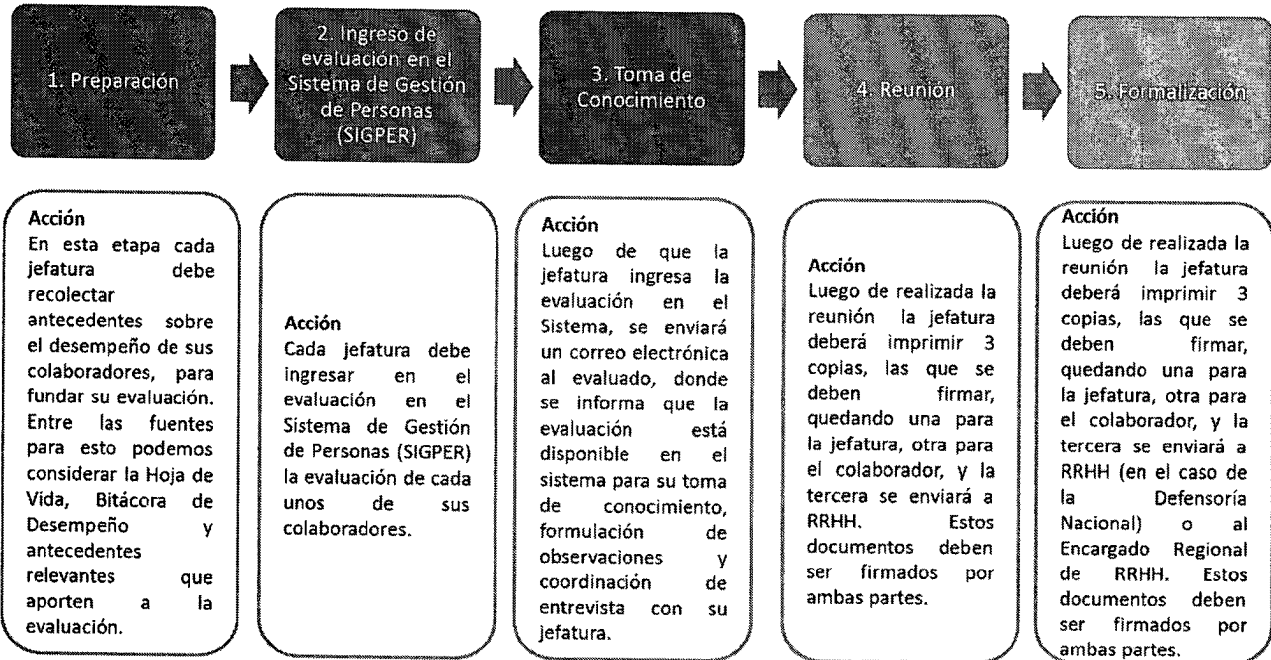 1. Preparación
2. Ingreso de
evaluación en el
Sistema de Gestión
de Personas
(SIGPER)
3. Toma de
Conocimiento
4. Reunión
5. Formalización
Acción
En esta etapa cada
jefatura debe
recolectar
antecedentes sobre
el desempeño de sus
colaboradores, para
fundar su evaluación.
Entre las fuentes
para esto podemos
considerar la Hoja de
Vida, Bitácora de
Desempeño y
antecedentes
relevantes que
aporten a la
evaluación.
Acción
Cada jefatura debe
ingresar en el
evaluación en el
Sistema de Gestión
de Personas (SIGPER)
la evaluación de cada
unos de sus
colaboradores.
Acción
Luego de que la
jefatura ingresa la
evaluación en el
Sistema, se enviará
un correo electrónica
al evaluado, donde
se informa que la
evaluación está
disponible en el
sistema para su toma
de conocimiento,
formulación de
observaciones y
coordinación de
entrevista con su
jefatura.
Acción
Luego de realizada la
reunión la jefatura
deberá imprimir 3
copias, las que se
deben firmar,
quedando una para
la jefatura, otra para
el colaborador, y la
tercera se enviará a
RRHH. Estos
documentos deben
ser firmados por
ambas partes.
Acción
Luego de realizada la
reunión la jefatura
deberá imprimir 3
copias, las que se
deben firmar,
quedando una para
la jefatura, otra para
el colaborador, y la
tercera se enviará a
RRHH (en el caso de
la Defensoría
Nacional) o al
Encargado Regional
de RRHH. Estos
documentos deben
ser firmados por
ambas partes.